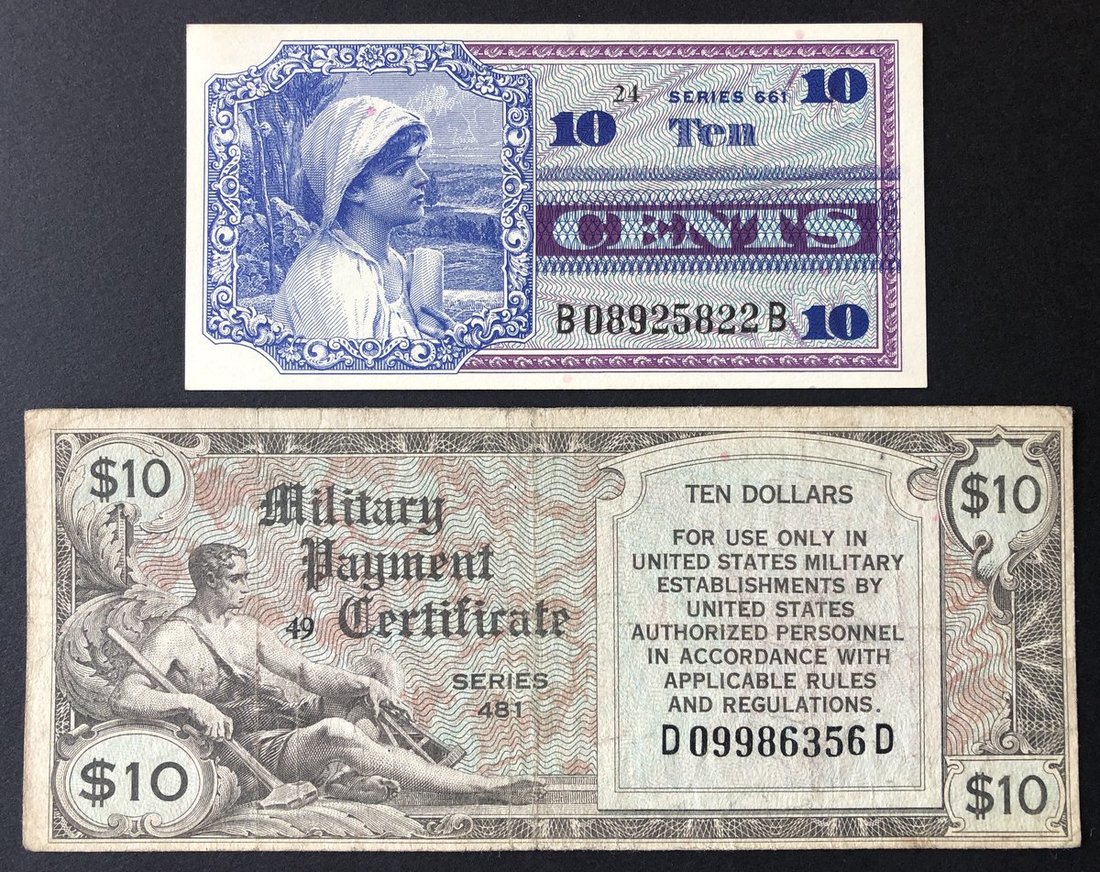 10
24 SERIES 661
10 Ten
CENTS
B08925822B 10
$10
Military
Payment
49 Certificate
SERIES
481
$10
TEN DOLLARS
FOR USE ONLY IN
UNITED STATES MILITARY
ESTABLISHMENTS BY
UNITED STATES
AUTHORIZED PERSONNEL
IN ACCORDANCE WITH
APPLICABLE RULES
AND REGULATIONS.
D09986356D
$10
$10